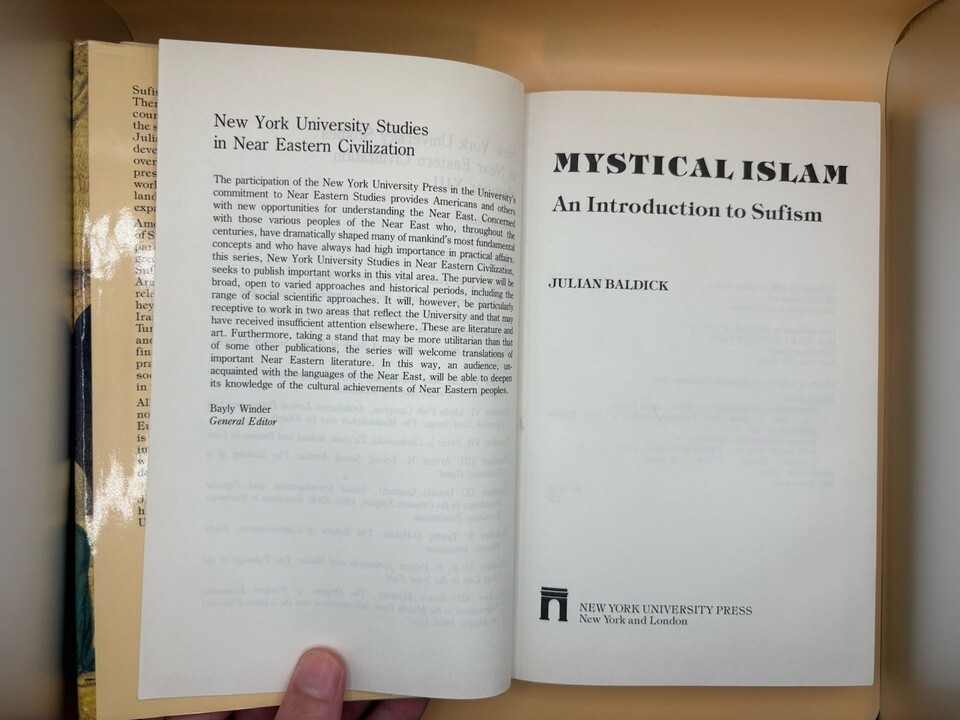 New York University Studies
in Near Eastern Civilization
The participation of the New York University Press in the University's
commitment to Near Eastern Studies provides Americans and others
with new opportunities for understanding the Near East. Concerned
with those various peoples of the Near East who, throughout the
centuries, have dramatically shaped many of mankind's most fundamental
concepts and who have always had high importance in practical affairs,
this series, New York University Studies in Near Eastern Civilization,
seeks to publish important works in this vital area. The purview will be
broad, open to varied approaches and historical periods, including the
range of social scientific approaches. It will, however, be particularly
receptive to work in two areas that reflect the University and that may
have received insufficient attention elsewhere. These are literature and
art. Furthermore, taking a stand that may be more utilitarian than that
of some other publications, the series will welcome translations of
important Near Eastern literature. In this way, an audience, un-
acquainted with the languages of the Near East, will be able to deepen
its knowledge of the cultural achievements of Near Eastern peoples.
Bayly Winder
General Editor
MYSTICAL ISLAM
An Introduction to Sufism
JULIAN BALDICK
NEW YORK UNIVERSITY PRESS
New York and London